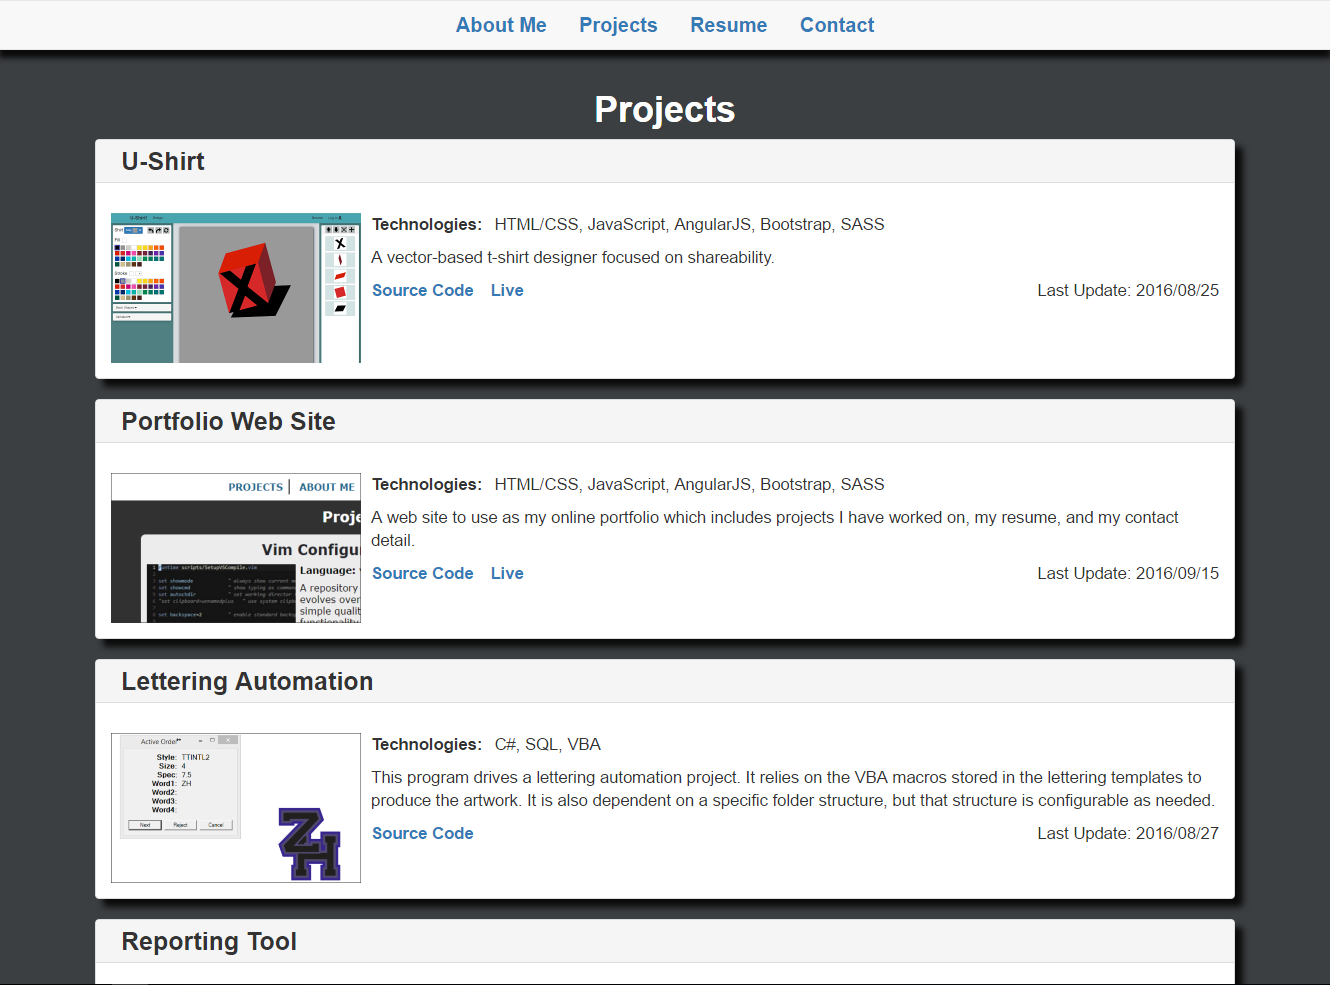 About Me Projects Resume Contact
Projects
U-Shirt
Technologies: HTML/CSS, JavaScript, AngularJS, Bootstrap, SASS
A vector-based t-shirt designer focused on shareability.
Source Code Live Last Update: 2016/08/25
Portfolio Web Site
PROJECTS ABOUT ME
Proje
Vim Configu
Language:
A repository
evolves over
simple qualit
functionality
Technologies: HTML/CSS, JavaScript, AngularJS, Bootstrap, SASS
A web site to use as my online portfolio which includes projects I have worked on, my resume, and my contact
detail.
Source Code Live Last Update: 2016/09/15
Lettering Automation
Active Order
Style: TTINTL2
Size: 4
Spec: 7.5
Word1: ZH
Word2:
Word3:
Word4:
Next Reject Cancel
ZH
Technologies: C#, SQL, VBA
This program drives a lettering automation project. It relies on the VBA macros stored in the lettering templates to
produce the artwork. It is also dependent on a specific folder structure, but that structure is configurable as needed.
Source Code Last Update: 2016/08/27
Reporting Tool